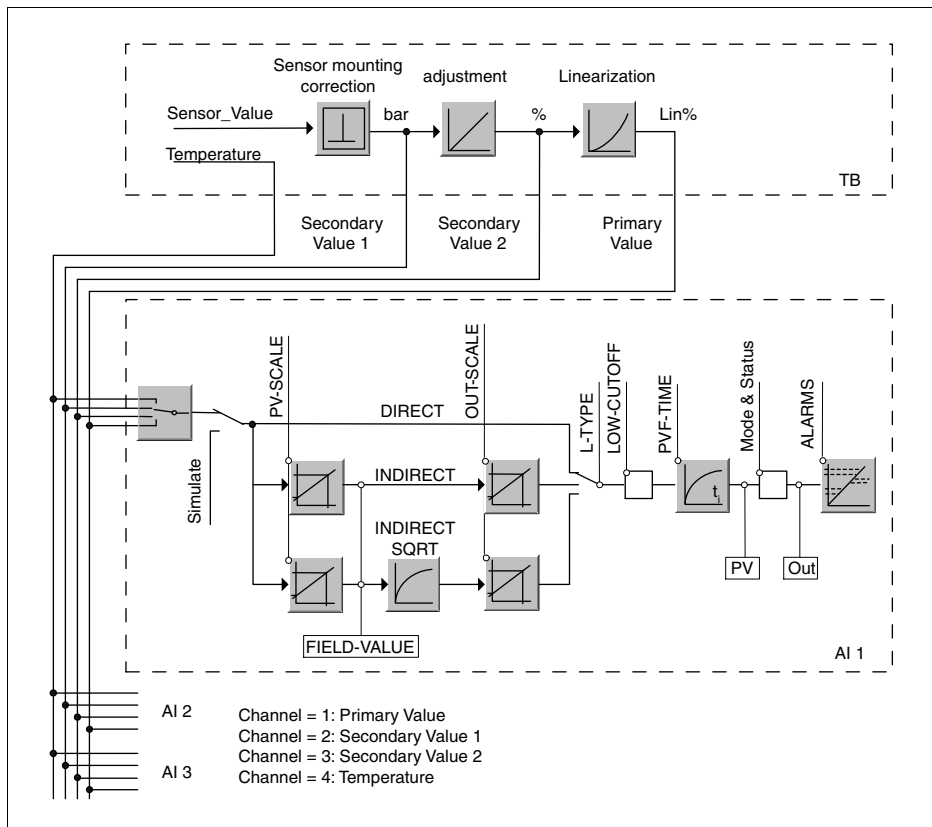 Sensor mounting
correction
adjustment
Linearization
Sensor_Value
bar
%
Lin%
Temperature
TB
Secondary
Value 1
Secondary
Value 2
Primary
Value
PV-SCALE
OUT-SCALE
L-TYPE
LOW-CUTOFF
PVF-TIME
Mode & Status
ALARMS
DIRECT
Simulate
INDIRECT
INDIRECT
SQRT
ti
PV
Out
FIELD-VALUE
AI 1
AI 2
AI 3
Channel = 1: Primary Value
Channel = 2: Secondary Value 1
Channel = 3: Secondary Value 2
Channel = 4: Temperature